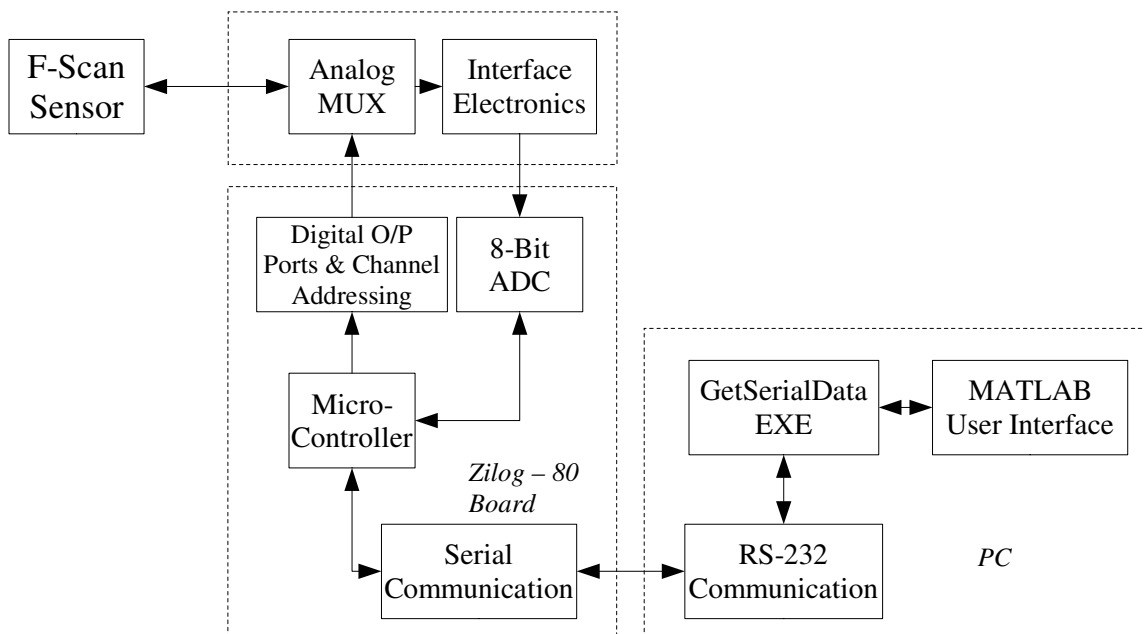 F-Scan
Sensor
Analog
MUX
Interface
Electronics
Digital O/P
Ports & Channel
Addressing
8-Bit
ADC
Micro-
Controller
Zilog – 80
Board
Serial
Communication
GetSerialData
EXE
MATLAB
User Interface
RS-232
Communication
PC